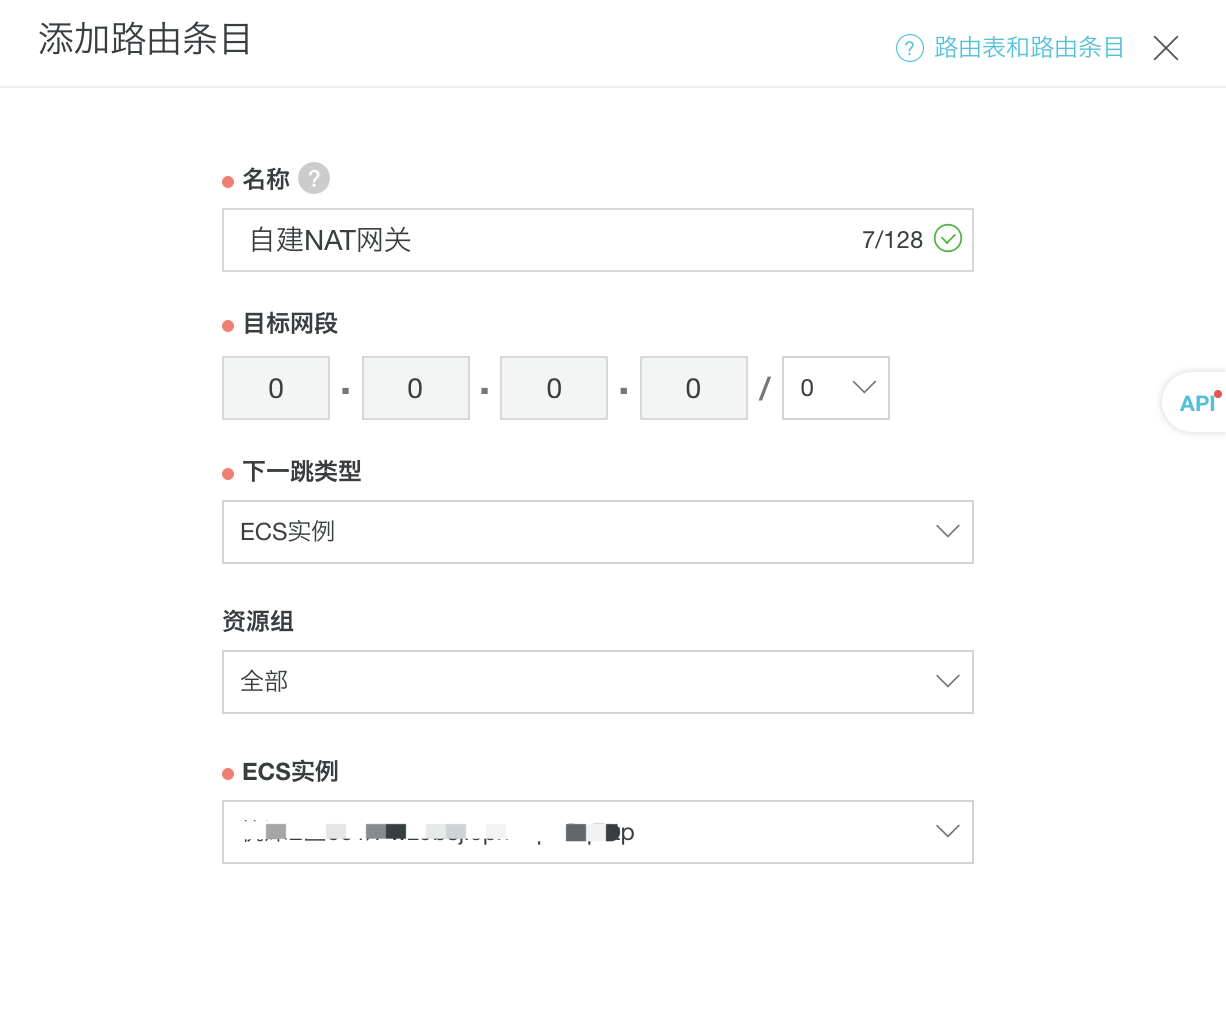 添加路由条目
? 路由表和路由条目
名称 ?
自建NAT网关 7/128
目标网段
0 . 0 . 0 . 0 / 0
API
下一跳类型
ECS实例
资源组
全部
ECS实例